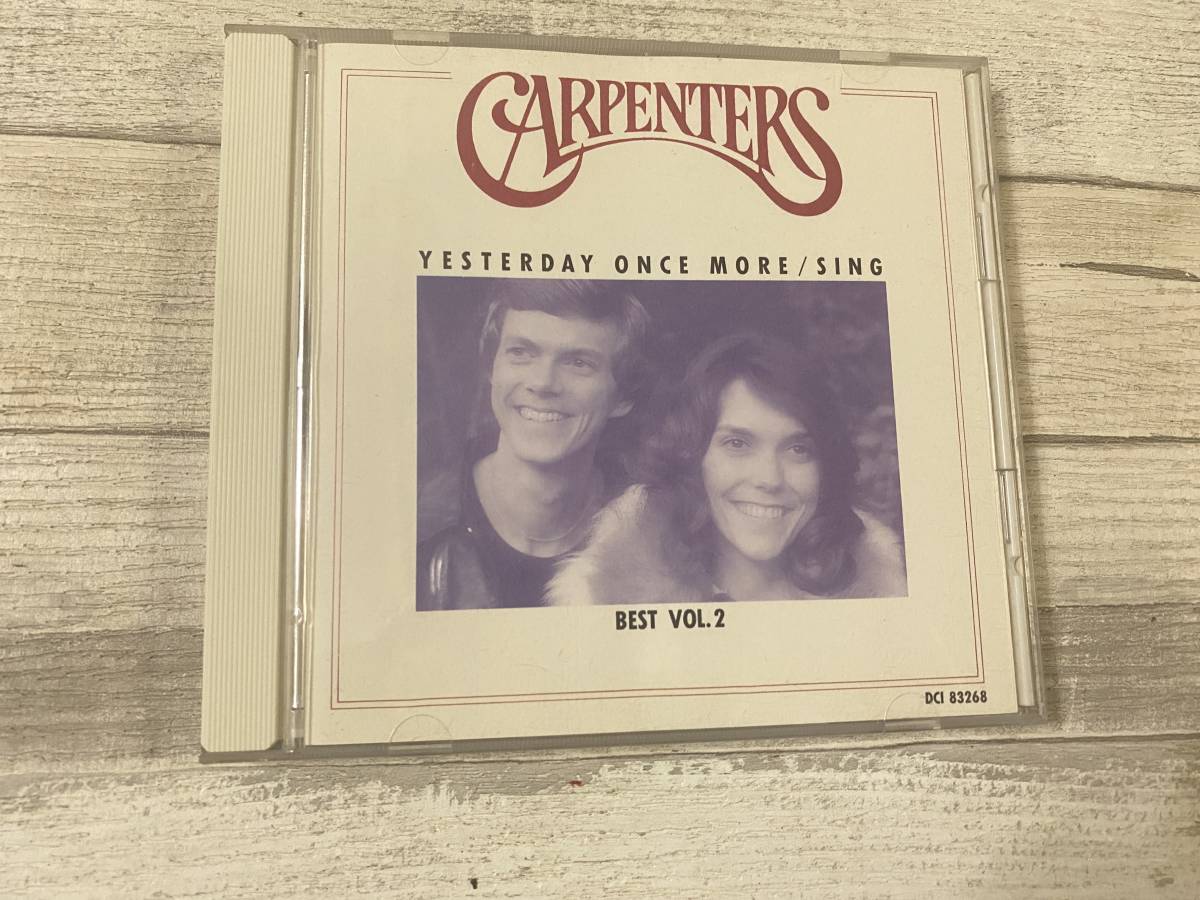 CARPENTERS
YESTERDAY ONCE MORE/SING
BEST VOL.2
DCI 83268